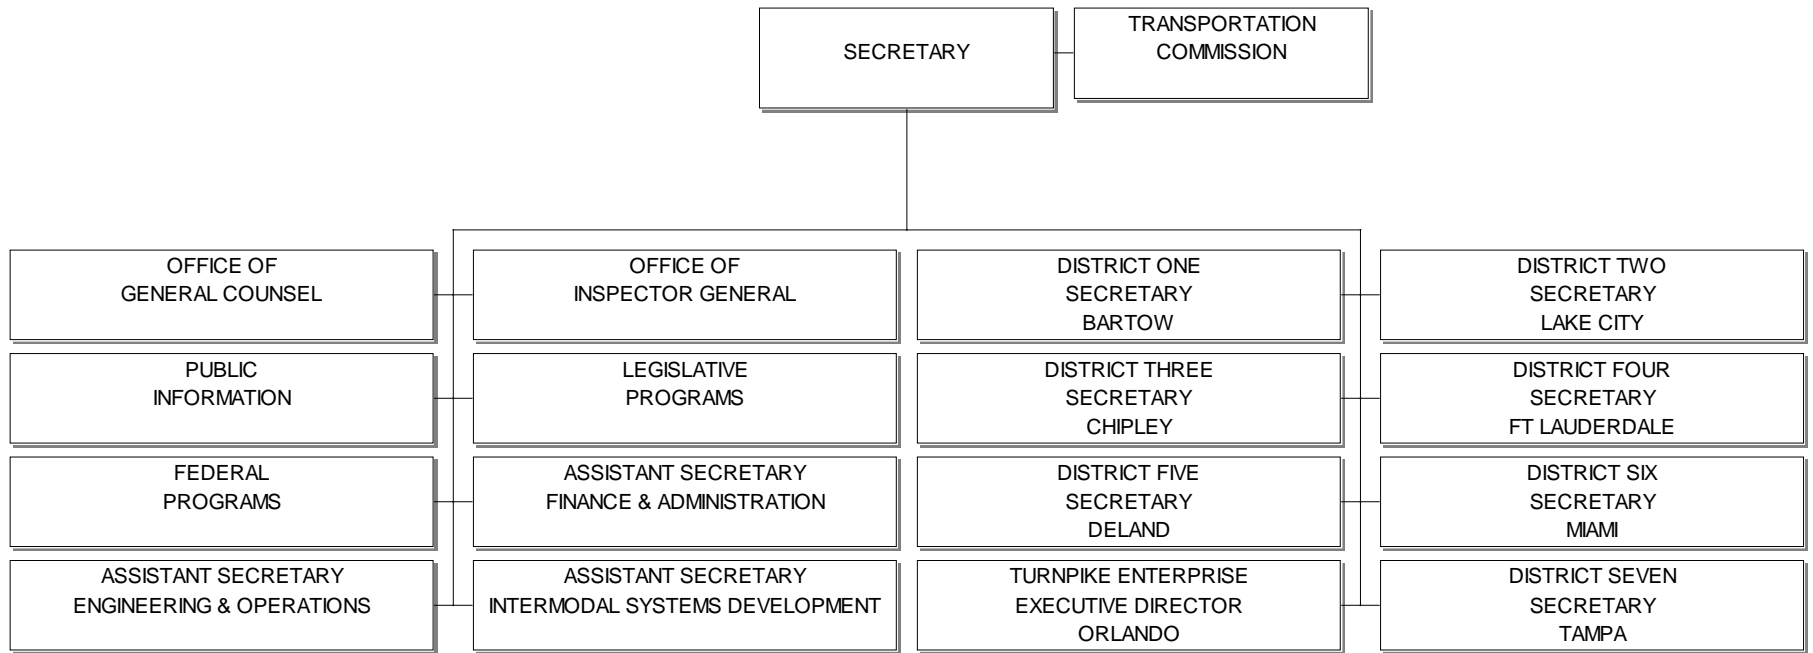 SECRETARY
TRANSPORTATION
COMMISSION
OFFICE OF
GENERAL COUNSEL
OFFICE OF
INSPECTOR GENERAL
DISTRICT ONE
SECRETARY
BARTOW
DISTRICT TWO
SECRETARY
LAKE CITY
PUBLIC
INFORMATION
LEGISLATIVE
PROGRAMS
DISTRICT THREE
SECRETARY
CHIPLEY
DISTRICT FOUR
SECRETARY
FT LAUDERDALE
FEDERAL
PROGRAMS
ASSISTANT SECRETARY
FINANCE & ADMINISTRATION
DISTRICT FIVE
SECRETARY
DELAND
DISTRICT SIX
SECRETARY
MIAMI
ASSISTANT SECRETARY
ENGINEERING & OPERATIONS
ASSISTANT SECRETARY
INTERMODAL SYSTEMS DEVELOPMENT
TURNPIKE ENTERPRISE
EXECUTIVE DIRECTOR
ORLANDO
DISTRICT SEVEN
SECRETARY
TAMPA